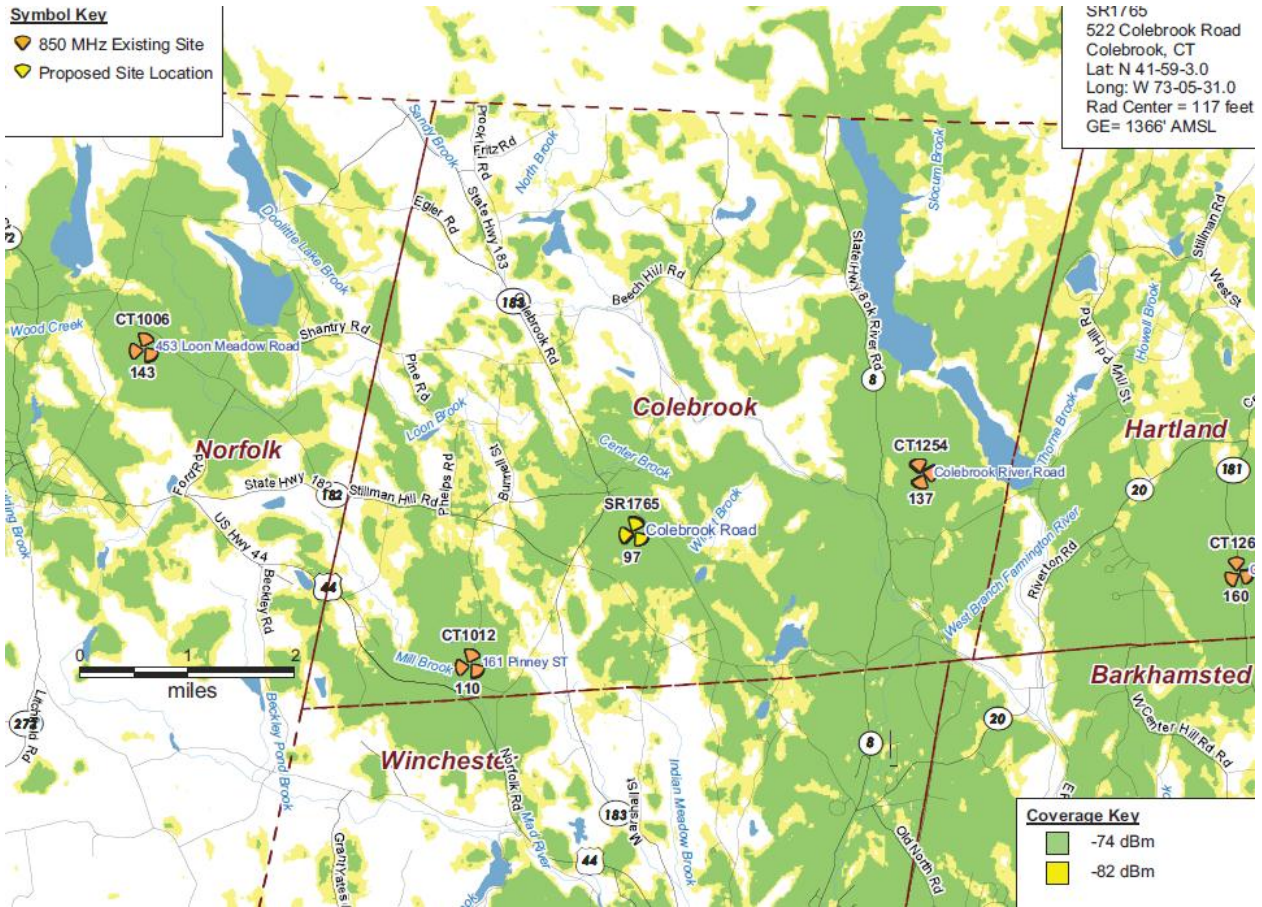 Symbol Key
850 MHz Existing Site
Proposed Site Location
SR1765
522 Colebrook Road
Colebrook, CT
Lat: N 41-59-3.0
Long: W 73-05-31.0
Rad Center = 117 feet
GE= 1366' AMSL
Sandy Brook
Fritz Rd
North Brook
Slocum Brook
Egler Rd
State Hwy 183
Doolittle Lake Brook
Stillman Rd
72
Beech Hill Rd
West St
183
Colebrook Rd
Howell Brook
Wood Creek
CT1006
453 Loon Meadow Road
143
Shantry Rd
Pine Rd
8
Mill St
Loon Brook
Colebrook
Norfolk
Center Brook
Thorne Brook
Hartland
Ford Rd
Bunnell St
Phelps Rd
CT1254
Colebrook River Road
137
181
State Hwy 182
182
Stillman Hill Rd
20
SR1765
Colebrook Road
97
US Hwy 44
44
Beckley Rd
West Branch Farmington River
Riverton Rd
CT126
160
CT1012
161 Pinney ST
110
Mill Brook
0 1 2
miles
Barkhamsted
W Center Hill Rd
Rd
272
Beckley Pond Brook
20
8
Winchester
Norfolk Rd
Mad River
183
Marshall St
Indian Meadow Brook
44
Old North Rd
Grant
Yates
Coverage Key
-74 dBm
-82 dBm